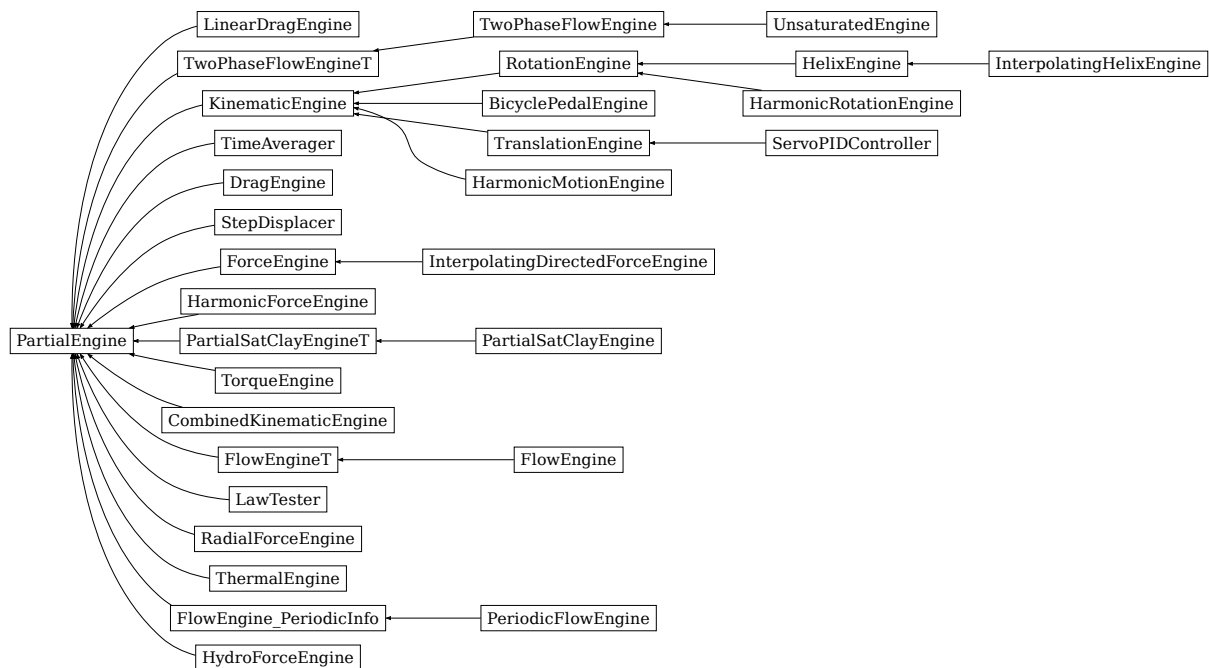 LinearDragEngine
TwoPhaseFlowEngine
UnsaturatedEngine
TwoPhaseFlowEngineT
RotationEngine
HelixEngine
InterpolatingHelixEngine
KinematicEngine
BicyclePedalEngine
HarmonicRotationEngine
TimeAverager
TranslationEngine
ServoPIDController
DragEngine
HarmonicMotionEngine
StepDisplacer
ForceEngine
InterpolatingDirectedForceEngine
HarmonicForceEngine
PartialEngine
PartialSatClayEngineT
PartialSatClayEngine
TorqueEngine
CombinedKinematicEngine
FlowEngineT
FlowEngine
LawTester
RadialForceEngine
ThermalEngine
FlowEngine_PeriodicInfo
PeriodicFlowEngine
HydroForceEngine